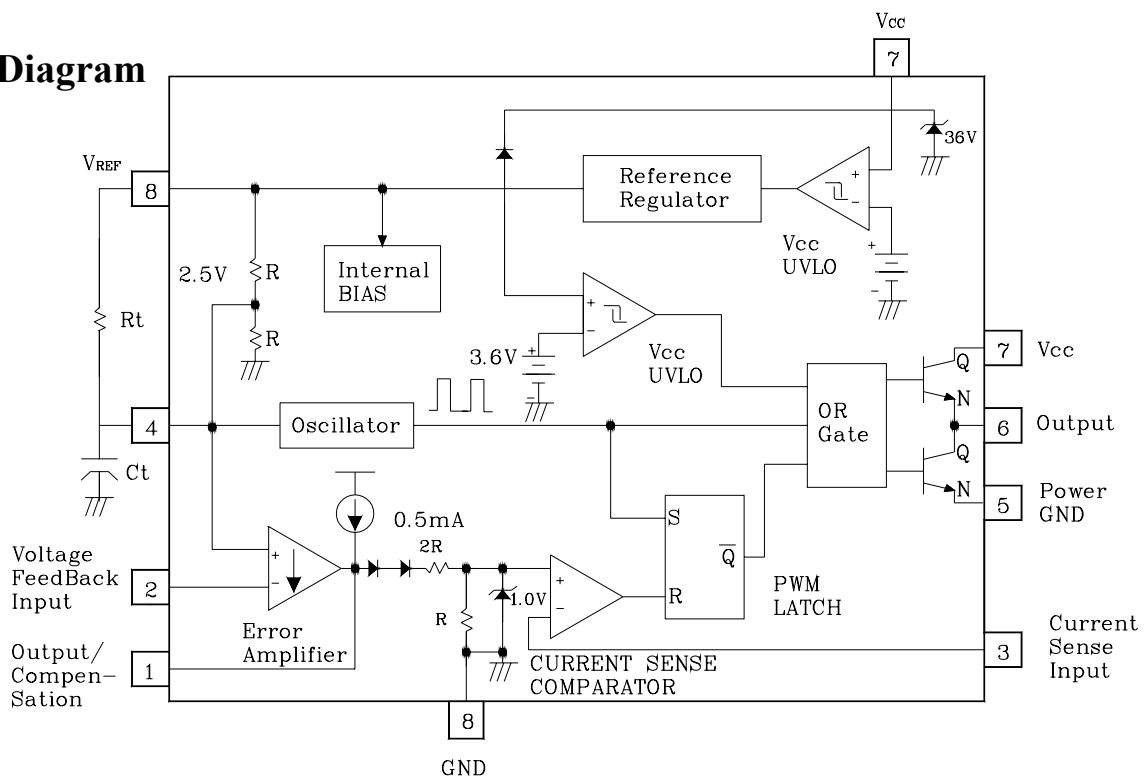 Diagram
Vcc
7
36V
VREF
8
Reference
Regulator
+
-
Vcc
UVLO
+
-
2.5V
R
R
Internal
BIAS
Rt
+
-
3.6V
+
-
Vcc
UVLO
7
Vcc
Q
N
OR
Gate
6
Output
4
Oscillator
Ct
Q
N
5
Power
GND
0.5mA
2R
S
Q
R
PWM
LATCH
Voltage
FeedBack
Input
2
+
-
1.0V
+
-
R
Error
Amplifier
Output/
Compen-
Sation
1
CURRENT SENSE
COMPARATOR
3
Current
Sense
Input
8
GND